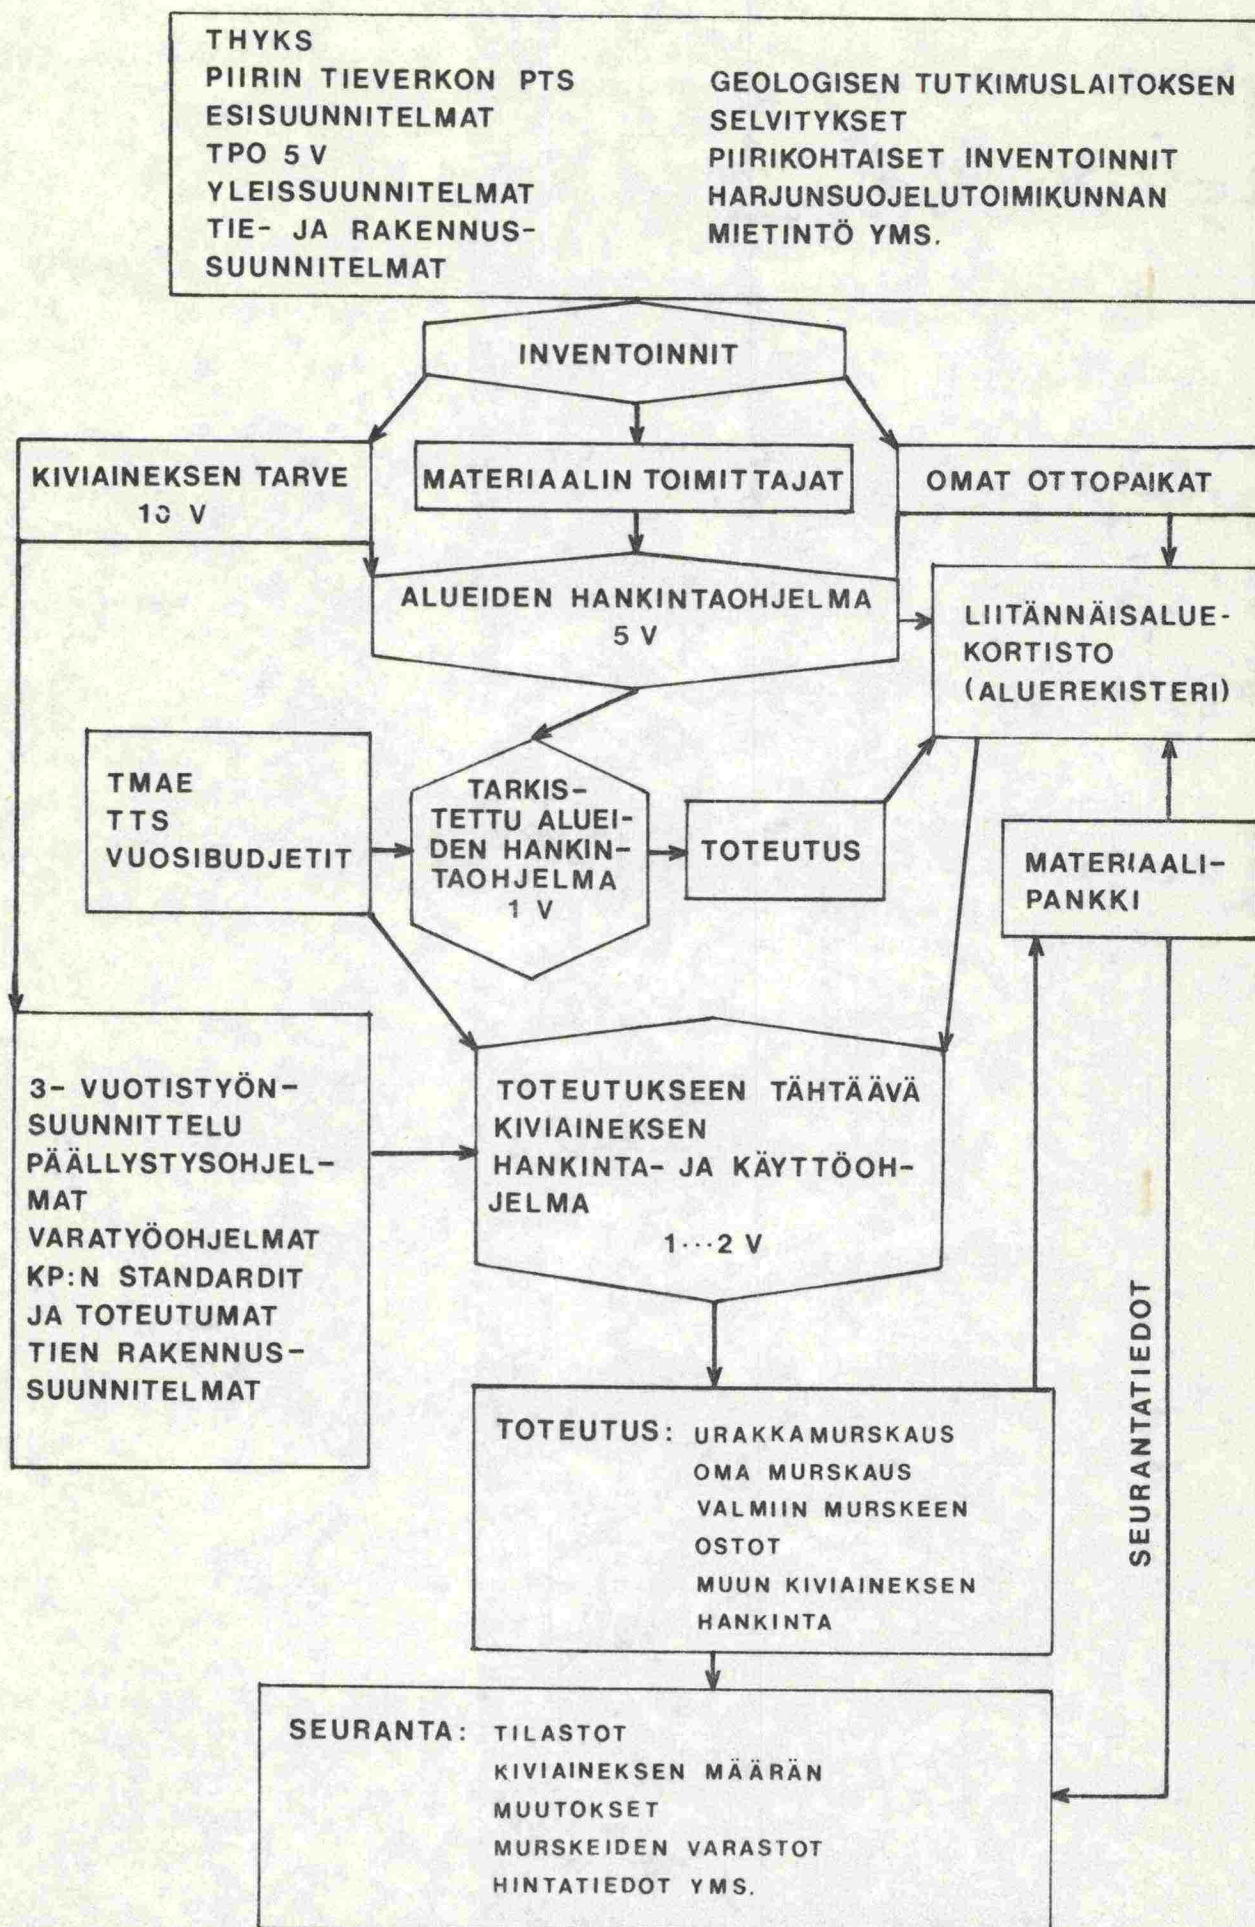 THYKS
PIIRIN TIEVERKON PTS
ESISUUNNITELMAT
TPO 5 V
YLEISSUUNNITELMAT
TIE- JA RAKENNUS-
SUUNNITELMAT
GEOLOGISEN TUTKIMUSLAITOKSEN
SELVITYKSET
PIIRIKOHTAISET INVENTOINNIT
HARJUNSUOJELUTOIMIKUNNAN
MIETINTÖ YMS.
INVENTOINNIT
KIVIAINEKSEN TARVE
10 V
MATERIAALIN TOIMITTAJAT
OMAT OTTOPAIKAT
ALUEIDEN HANKINTAOHJELMA
5 V
LIITÄNNÄISALUE-
KORTISTO
(ALUEREKISTERI)
TMAE
TTS
VUOSIBUDJETIT
TARKIS-
TETTU ALUEI-
DEN HANKIN-
TAOHJELMA
1 V
TOTEUTUS
MATERIAALI-
PANKKI
3- VUOTISTYÖN-
SUUNNITTELU
PÄÄLLYSTYSOHJEL-
MAT
VARATYÖOHJELMAT
KP:N STANDARDIT
JA TOTEUTUMAT
TIEN RAKENNUS-
SUUNNITELMAT
TOTEUTUKSEEN TÄHTÄÄVÄ
KIVIAINEKSEN
HANKINTA- JA KÄYTTÖOH-
JELMA
1...2 V
SEURANTATIEDOT
TOTEUTUS: URAKKAMURSKAUS
OMA MURSKAUS
VALMIIN MURSKEEN
OSTOT
MUUN KIVIAINEKSEN
HANKINTA
SEURANTA: TILASTOT
KIVIAINEKSEN MÄÄRÄN
MUUTOKSET
MURSKEIDEN VARASTOT
HINTATIEDOT YMS.